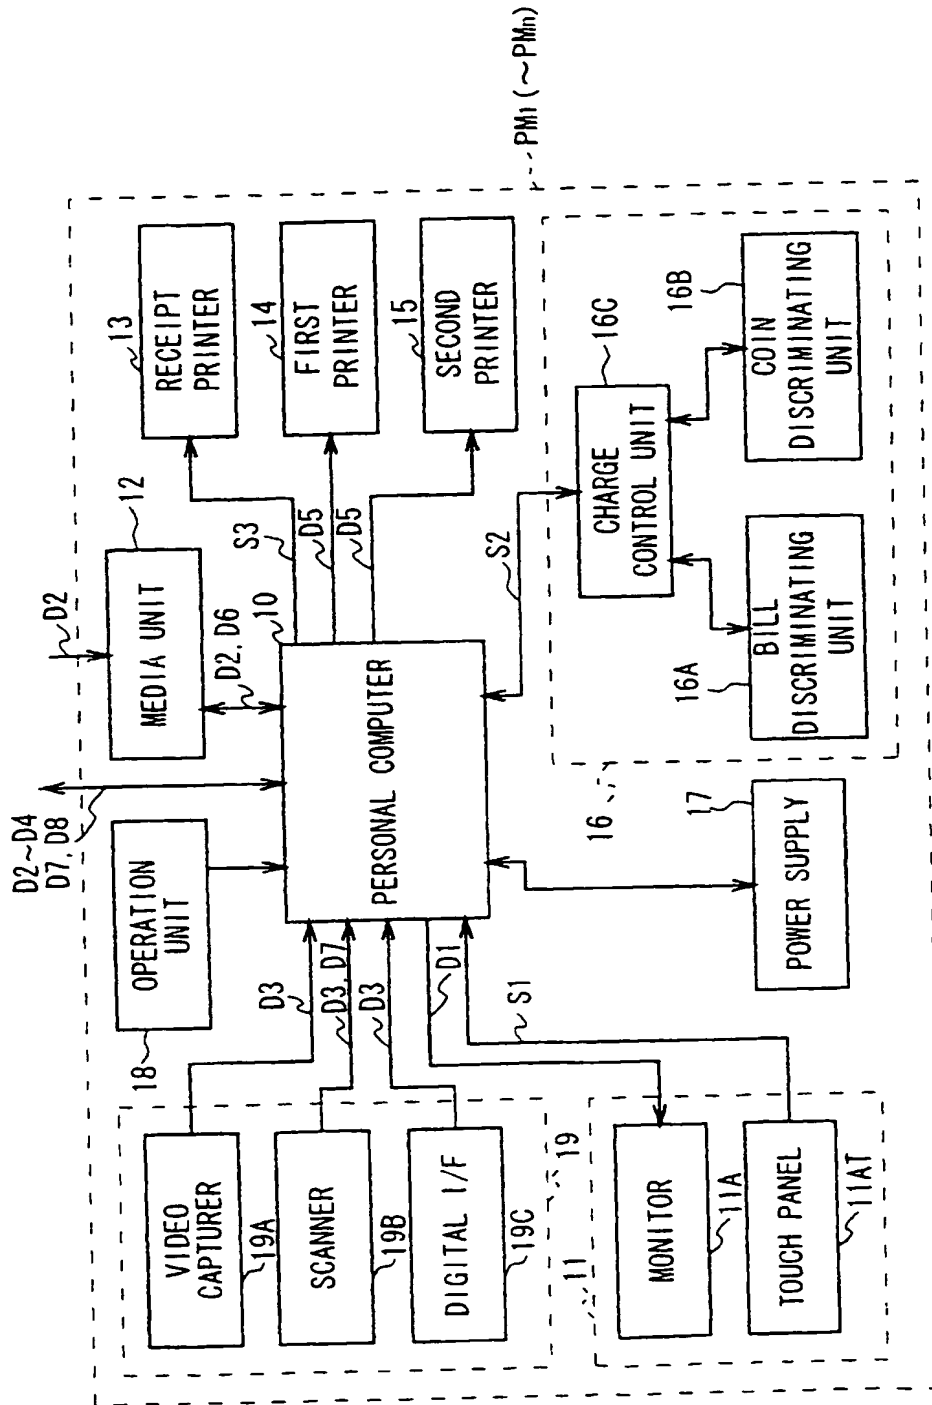 PM1(~PMn)
D2~D4
D7, D8
D2
OPERATION
UNIT
18
MEDIA UNIT
12
D2, D6
RECEIPT
PRINTER
13
FIRST
PRINTER
14
SECOND
PRINTER
15
S3
D5
D5
PERSONAL COMPUTER
10
VIDEO
CAPTURER
19A
SCANNER
19B
DIGITAL I/F
19C
19
D3
D3, D7
D3
D1
S1
11
MONITOR
11A
TOUCH PANEL
11AT
POWER SUPPLY
17
S2
16
CHARGE
CONTROL UNIT
16C
BILL
DISCRIMINATING
UNIT
16A
COIN
DISCRIMINATING
UNIT
16B